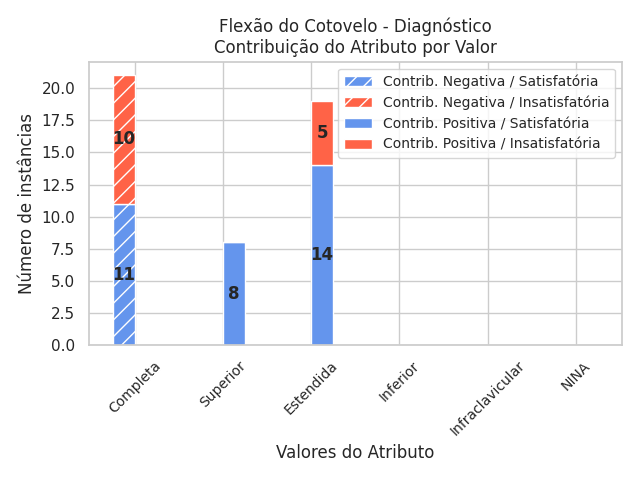 Flexão do Cotovelo - Diagnóstico
Contribuição do Atributo por Valor
Contrib. Negativa / Satisfatória
Contrib. Negativa / Insatisfatória
Contrib. Positiva / Satisfatória
Contrib. Positiva / Insatisfatória
Número de instâncias
20.0
17.5
15.0
12.5
10.0
7.5
5.0
2.5
0.0
10
11
8
5
14
Completa
Superior
Estendida
Inferior
Infraclavicular
NINA
Valores do Atributo